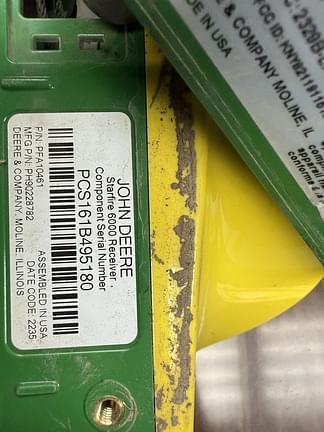 JOHN DEERE
Starfire 6000 Receiver.
Component Serial Number
PCS161B495180
P/N: PFA10461
MFG P/N: PH80228782
DEERE & COMPANY MOLINE, ILLINOIS
ASSEMBLED IN USA
DATE CODE: 2235
E IN USA
& COMPANY MOLINE, IL